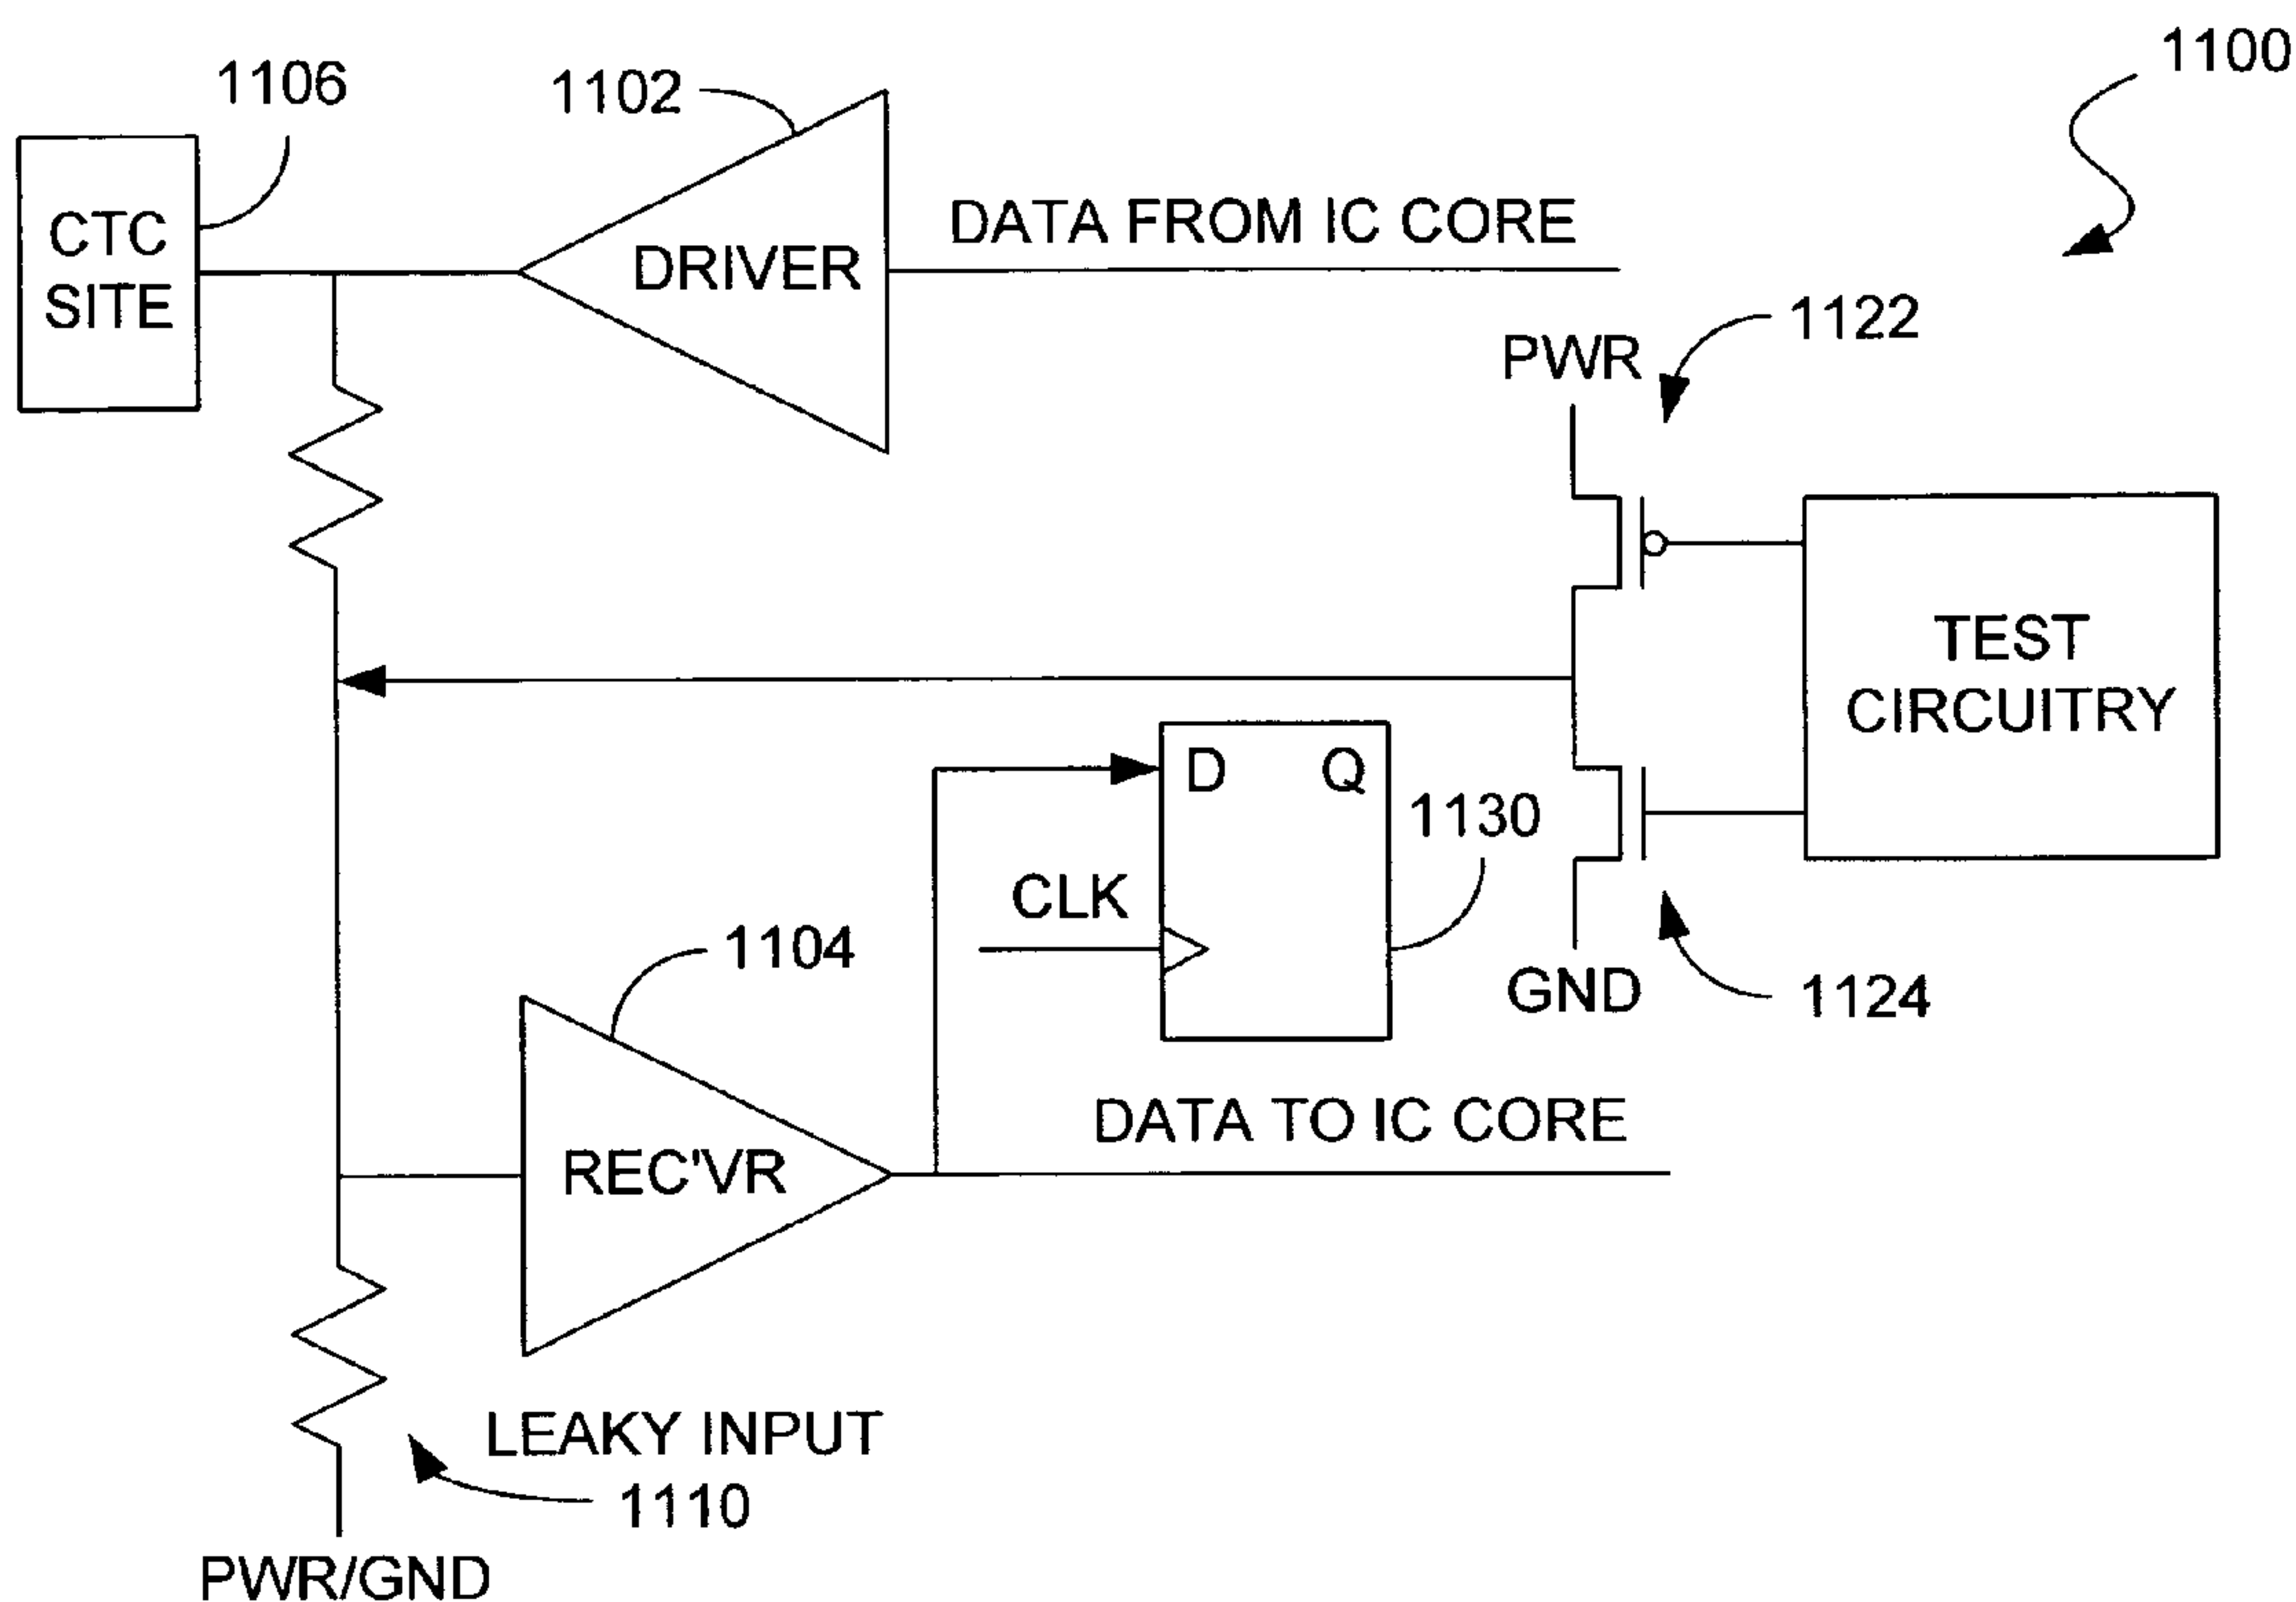 1100
1106
1102
CTC
SITE
DRIVER
DATA FROM IC CORE
1122
PWR
TEST
CIRCUITRY
D Q
1130
CLK
1104
GND
1124
DATA TO IC CORE
REC'VR
LEAKY INPUT
1110
PWR/GND